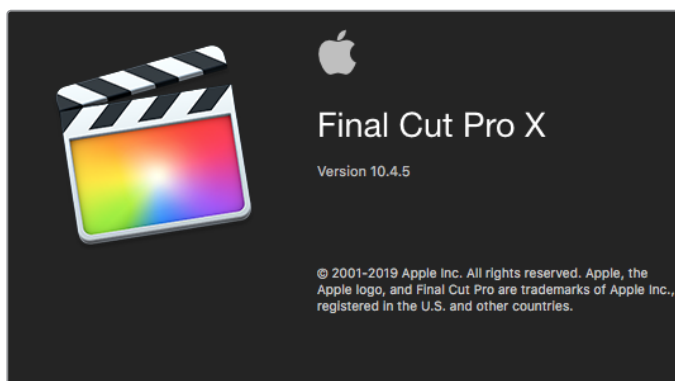 Final Cut Pro X
Version 10.4.5
© 2001-2019 Apple Inc. All rights reserved. Apple, the
Apple logo, and Final Cut Pro are trademarks of Apple Inc.,
registered in the U.S. and other countries.